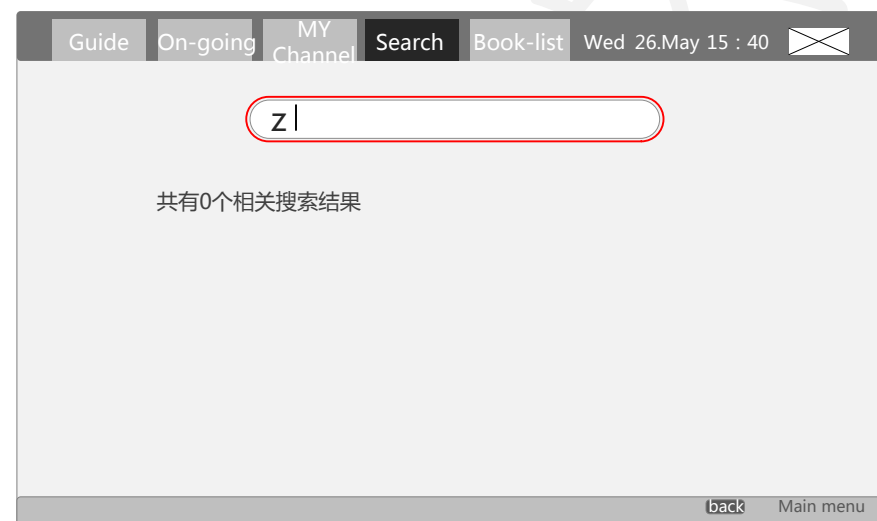 Guide On-going MY Channel Search Book-list Wed 26.May 15 : 40
z
共有0个相关搜索结果
back Main menu